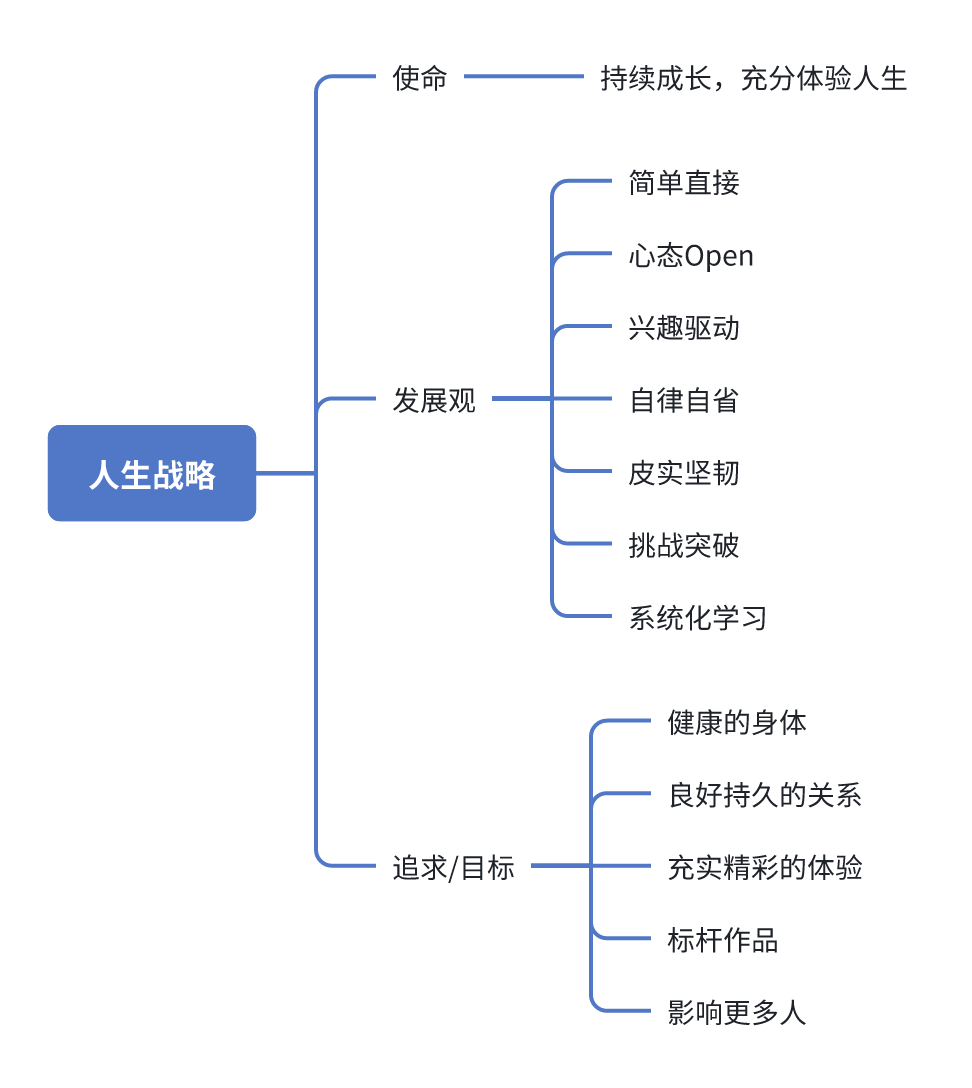 人生战略
使命
持续成长，充分体验人生
发展观
简单直接
心态Open
兴趣驱动
自律自省
皮实坚韧
挑战突破
系统化学习
追求/目标
健康的身体
良好持久的关系
充实精彩的体验
标杆作品
影响更多人